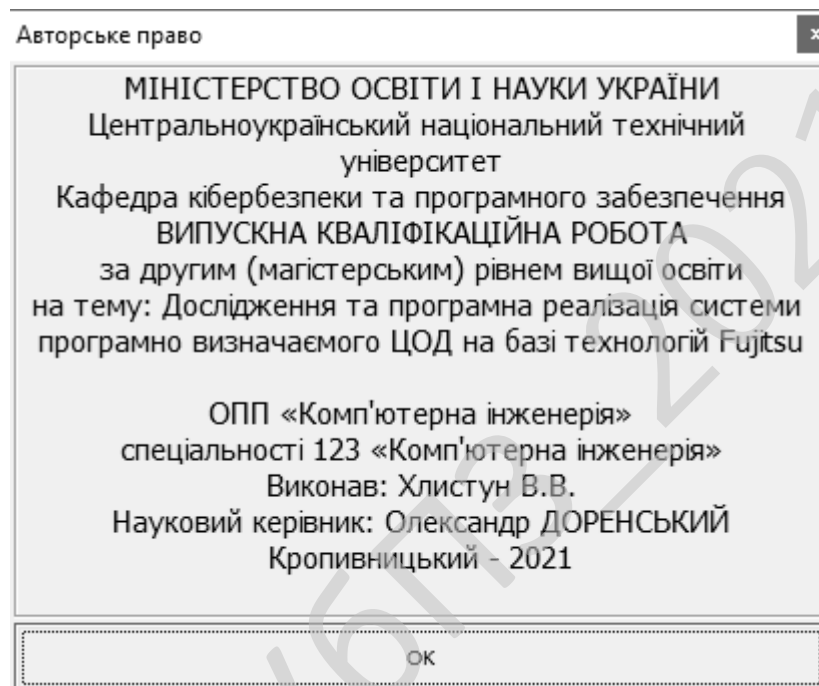 Авторське право
x
МІНІСТЕРСТВО ОСВІТИ І НАУКИ УКРАЇНИ
Центральноукраїнський національний технічний
університет
Кафедра кібербезпеки та програмного забезпечення
ВИПУСКНА КВАЛІФІКАЦІЙНА РОБОТА
за другим (магістерським) рівнем вищої освіти
на тему: Дослідження та програмна реалізація системи
програмно визначаємого ЦОД на базі технологій Fujitsu
ОПП «Комп'ютерна інженерія»
спеціальності 123 «Комп'ютерна інженерія»
Виконав: Хлистун В.В.
Науковий керівник: Олександр ДОРЕНСЬКИЙ
Кропивницький - 2021
OK